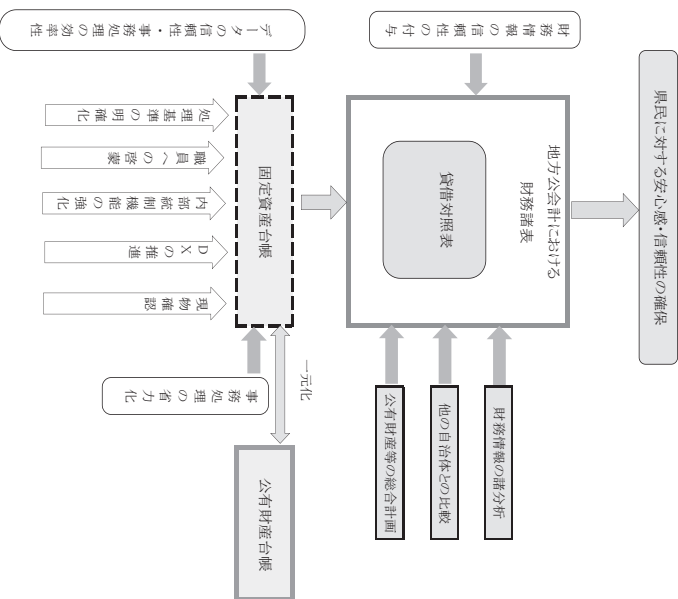 県民に対する安心感・信頼性の確保
財務情報の信頼性の付与
地方公会計における
財務諸表
貸借対照表
財務情報の諸分析
他の自治体との比較
公有財産等の総合計画
データの信頼性・事務処理の効率性
固定資産台帳
一元化
公有財産台帳
事務処理の省力化
処理基準の明確化
職員への啓蒙
内部統制機能の強化
DXの推進
現物確認